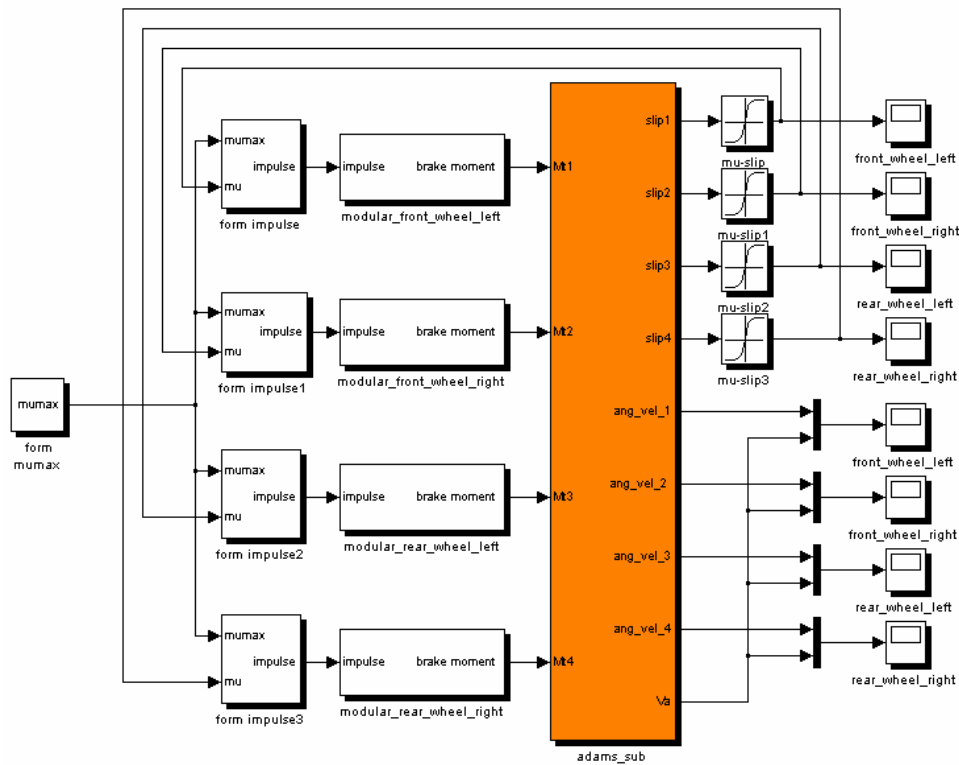 slip1
mu-slip
front_wheel_left
mumax
impulse
mu
form impulse
impulse
brake moment
modular_front_wheel_left
Mt1
slip2
mu-slip1
front_wheel_right
slip3
mu-slip2
rear_wheel_left
mumax
impulse
mu
form impulse1
impulse
brake moment
modular_front_wheel_right
Mt2
slip4
mu-slip3
rear_wheel_right
mumax
form
mumax
ang_vel_1
front_wheel_left
mumax
impulse
mu
form impulse2
impulse
brake moment
modular_rear_wheel_left
Mt3
ang_vel_2
front_wheel_right
ang_vel_3
rear_wheel_left
mumax
impulse
mu
form impulse3
impulse
brake moment
modular_rear_wheel_right
Mt4
ang_vel_4
rear_wheel_right
Va
adams_sub